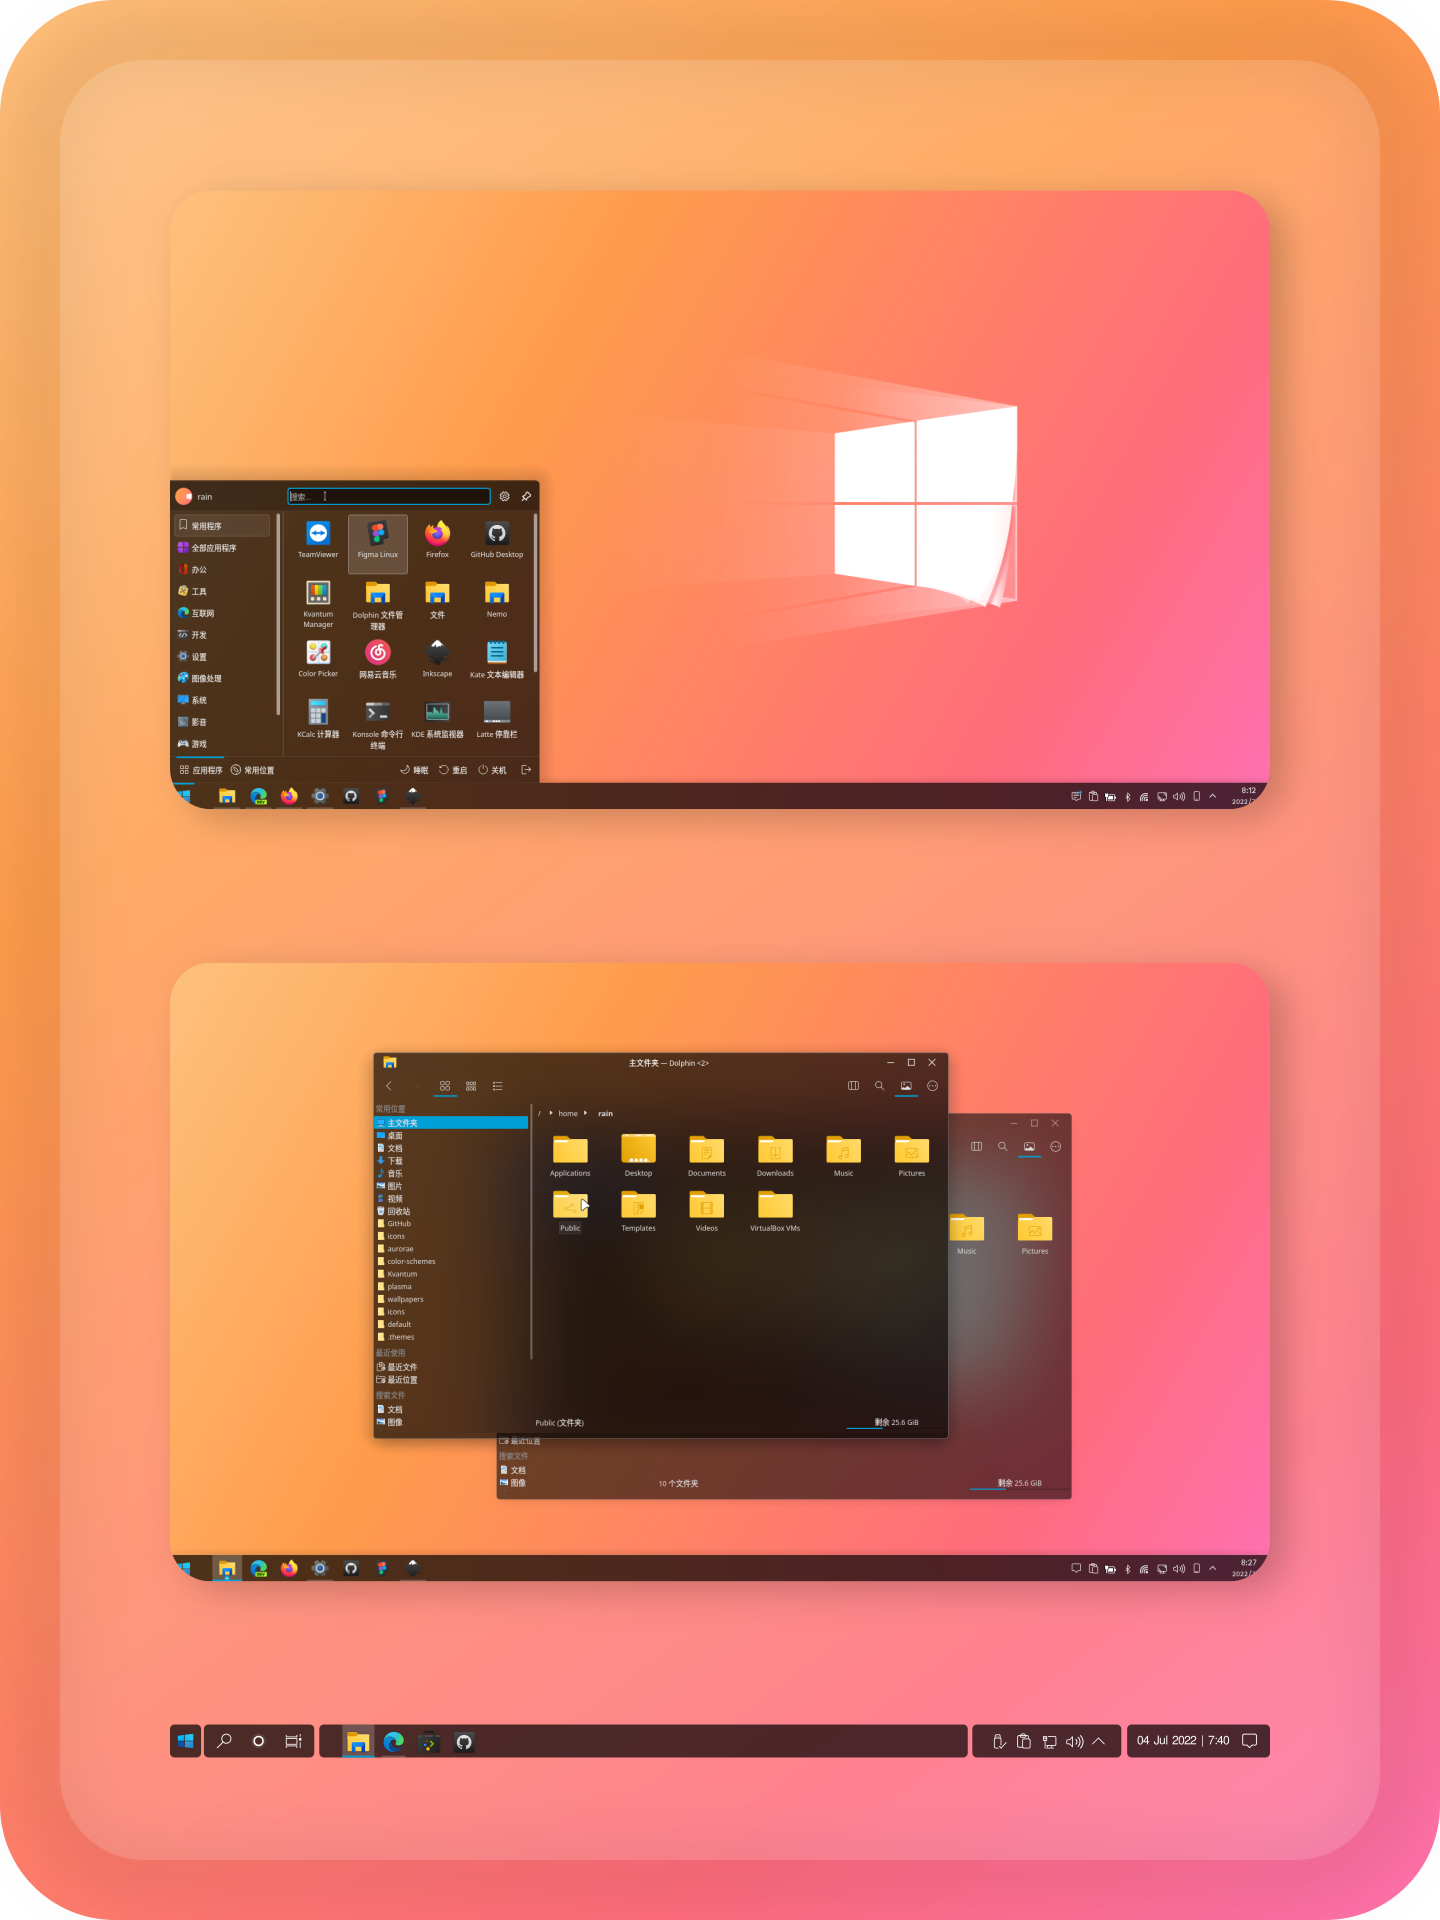 rain
搜索...
常用程序
全部应用程序
办公
工具
互联网
开发
设置
图像处理
系统
影音
游戏
TeamViewer
Figma Linux
Firefox
GitHub Desktop
Kvantum
Manager
Dolphin 文件管
理器
文件
Nemo
Color Picker
网易云音乐
Inkscape
Kate 文本编辑器
KCalc 计算器
Konsole 命令行
终端
KDE 系统监视器
Latte 停靠栏
应用程序
常用位置
睡眠
重启
关机
DEV
8:12
2022/
主文件夹 — Dolphin <2>
常用位置
主文件夹
桌面
文档
下载
音乐
图片
视频
回收站
GitHub
icons
aurorae
color-schemes
Kvantum
plasma
wallpapers
icons
default
.themes
最近使用
最近文件
最近位置
搜索文件
文档
图像
/ home rain
Applications
Desktop
Documents
Downloads
Music
Pictures
Public
Templates
Videos
VirtualBox VMs
Public (文件夹)
剩余 25.6 GiB
Music
Pictures
最近位置
搜索文件
文档
图像
10 个文件夹
剩余 25.6 GiB
DEV
8:27
2022/
04 Jul 2022 | 7:40